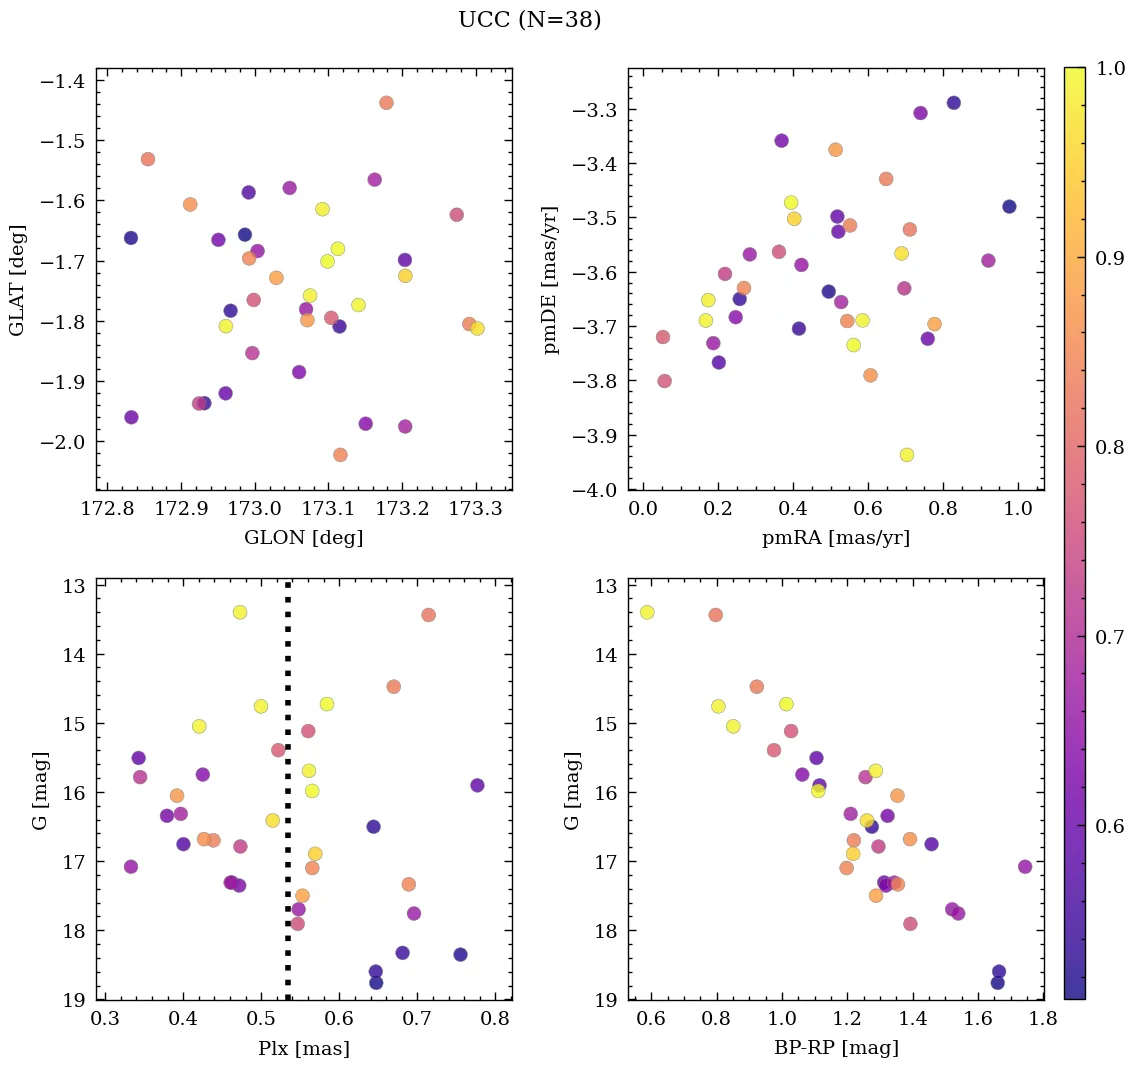 UCC (N=38)
−1.4
−1.5
−1.6
−1.7
−1.8
−1.9
−2.0
GLAT [deg]
172.8 172.9 173.0 173.1 173.2 173.3
GLON [deg]
−3.3
−3.4
−3.5
−3.6
−3.7
−3.8
−3.9
−4.0
pmDE [mas/yr]
0.0 0.2 0.4 0.6 0.8 1.0
pmRA [mas/yr]
13
14
15
16
17
18
19
G [mag]
0.3 0.4 0.5 0.6 0.7 0.8
Plx [mas]
13
14
15
16
17
18
19
G [mag]
0.6 0.8 1.0 1.2 1.4 1.6 1.8
BP-RP [mag]
1.0
0.9
0.8
0.7
0.6